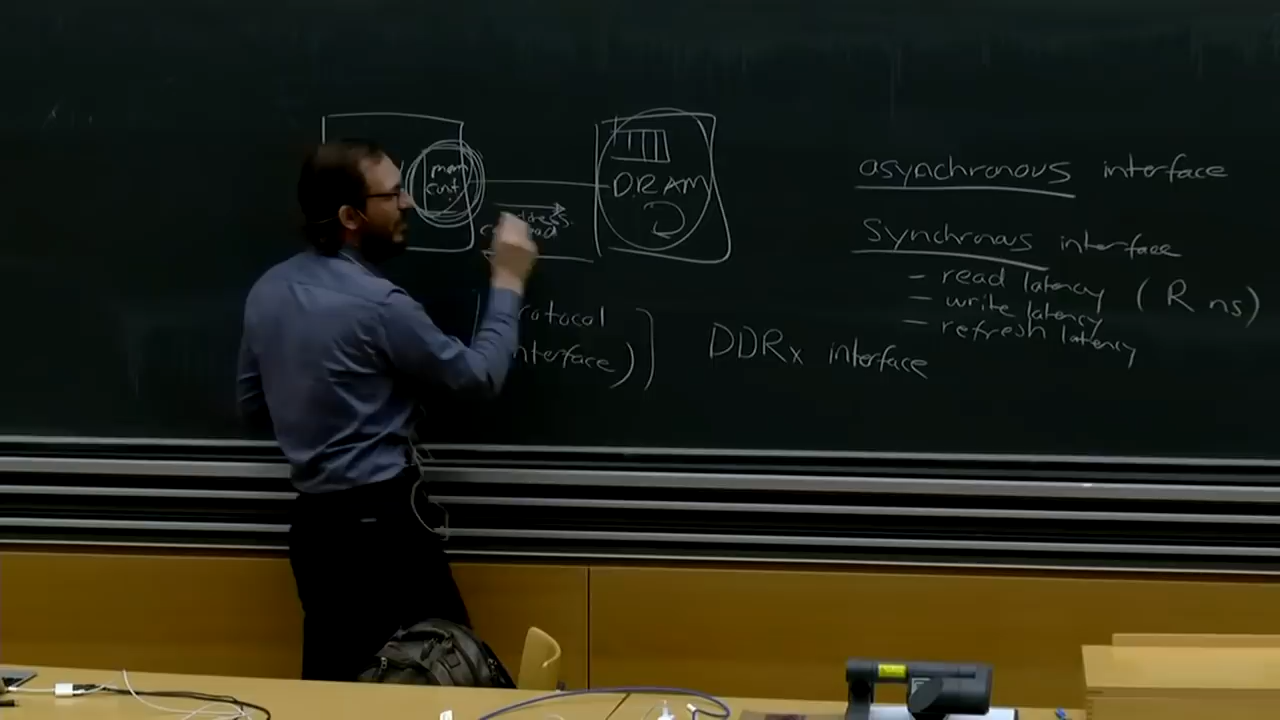 mem
cont.
DRAM
address
rotocol
nterface)
DDRx interface
asynchronous interface
Synchronous interface
- read latency (R ns)
- write latency
- refresh latency